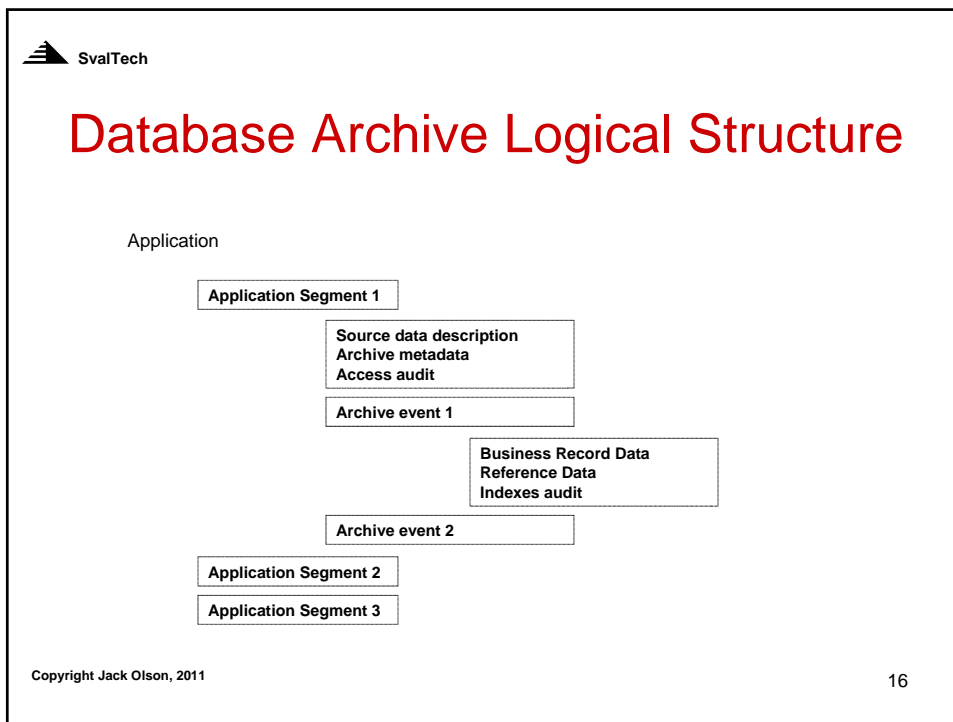 SvalTech
Database Archive Logical Structure
Application
Application Segment 1
Source data description
Archive metadata
Access audit
Archive event 1
Business Record Data
Reference Data
Indexes audit
Archive event 2
Application Segment 2
Application Segment 3
Copyright Jack Olson, 2011
16